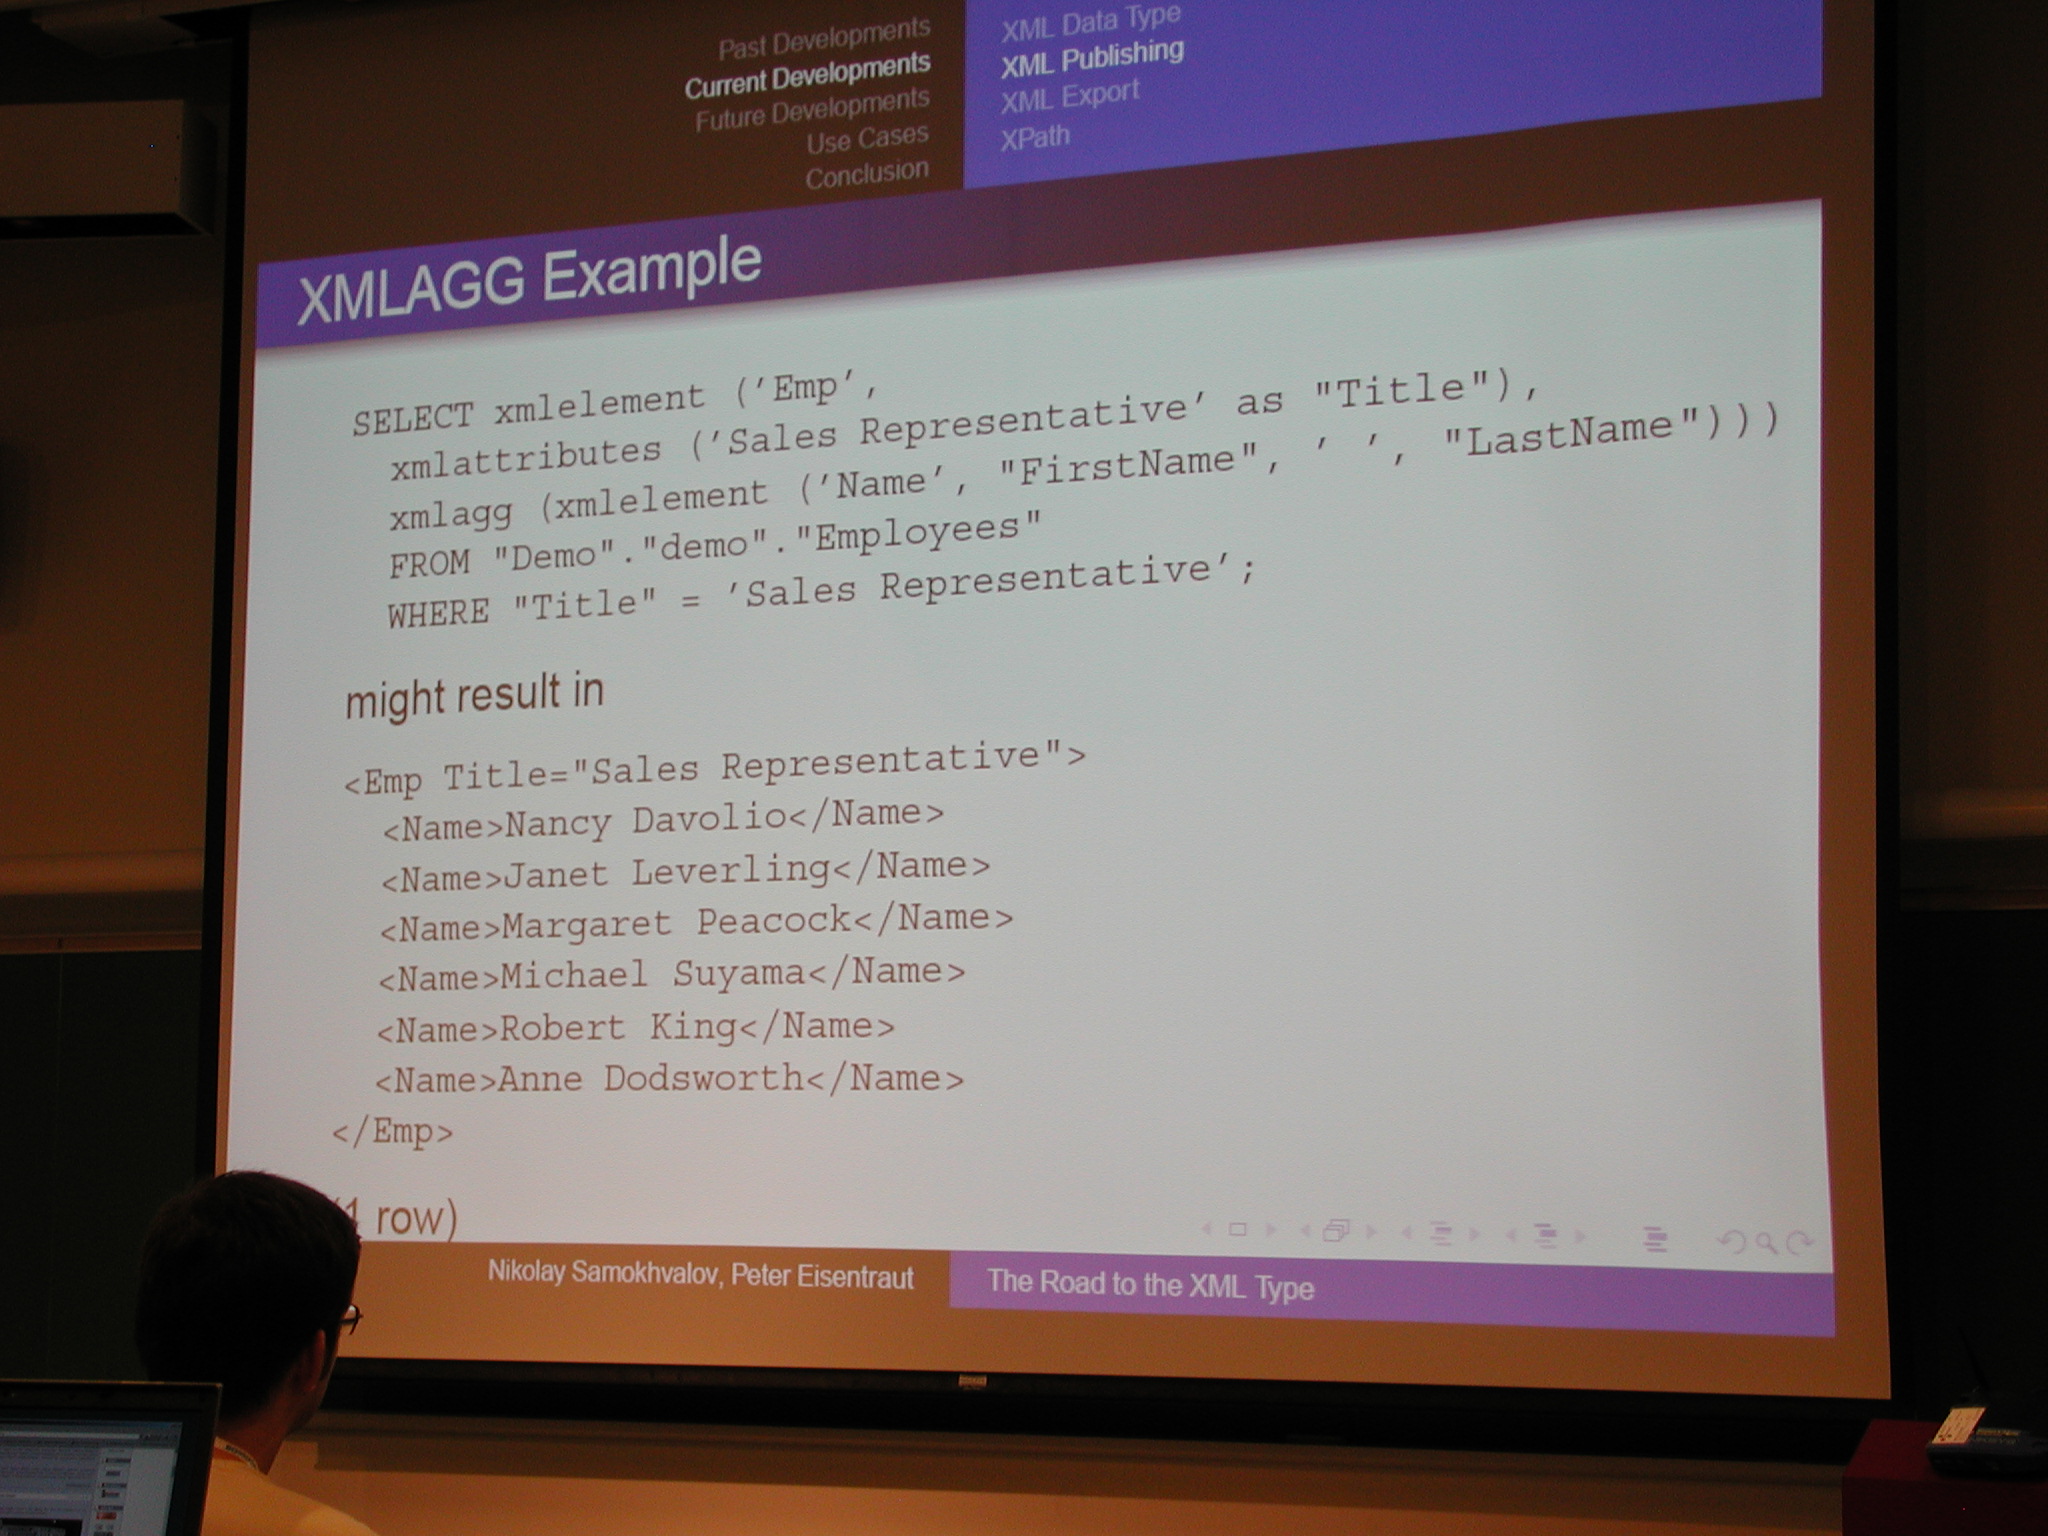 Past Developments
Current Developments
Future Developments
Use Cases
Conclusion
XML Data Type
XML Publishing
XML Export
XPath
XMLAGG Example
SELECT xmlelement ('Emp',
xmlattributes ('Sales Representative' as "Title"),
xmlagg (xmlelement ('Name', "FirstName", ' ', "LastName")))
FROM "Demo"."demo"."Employees"
WHERE "Title" = 'Sales Representative';
might result in
<Emp Title="Sales Representative">
<Name>Nancy Davolio</Name>
<Name>Janet Leverling</Name>
<Name>Margaret Peacock</Name>
<Name>Michael Suyama</Name>
<Name>Robert King</Name>
<Name>Anne Dodsworth</Name>
</Emp>
(1 row)
Nikolay Samokhvalov, Peter Eisentraut
The Road to the XML Type